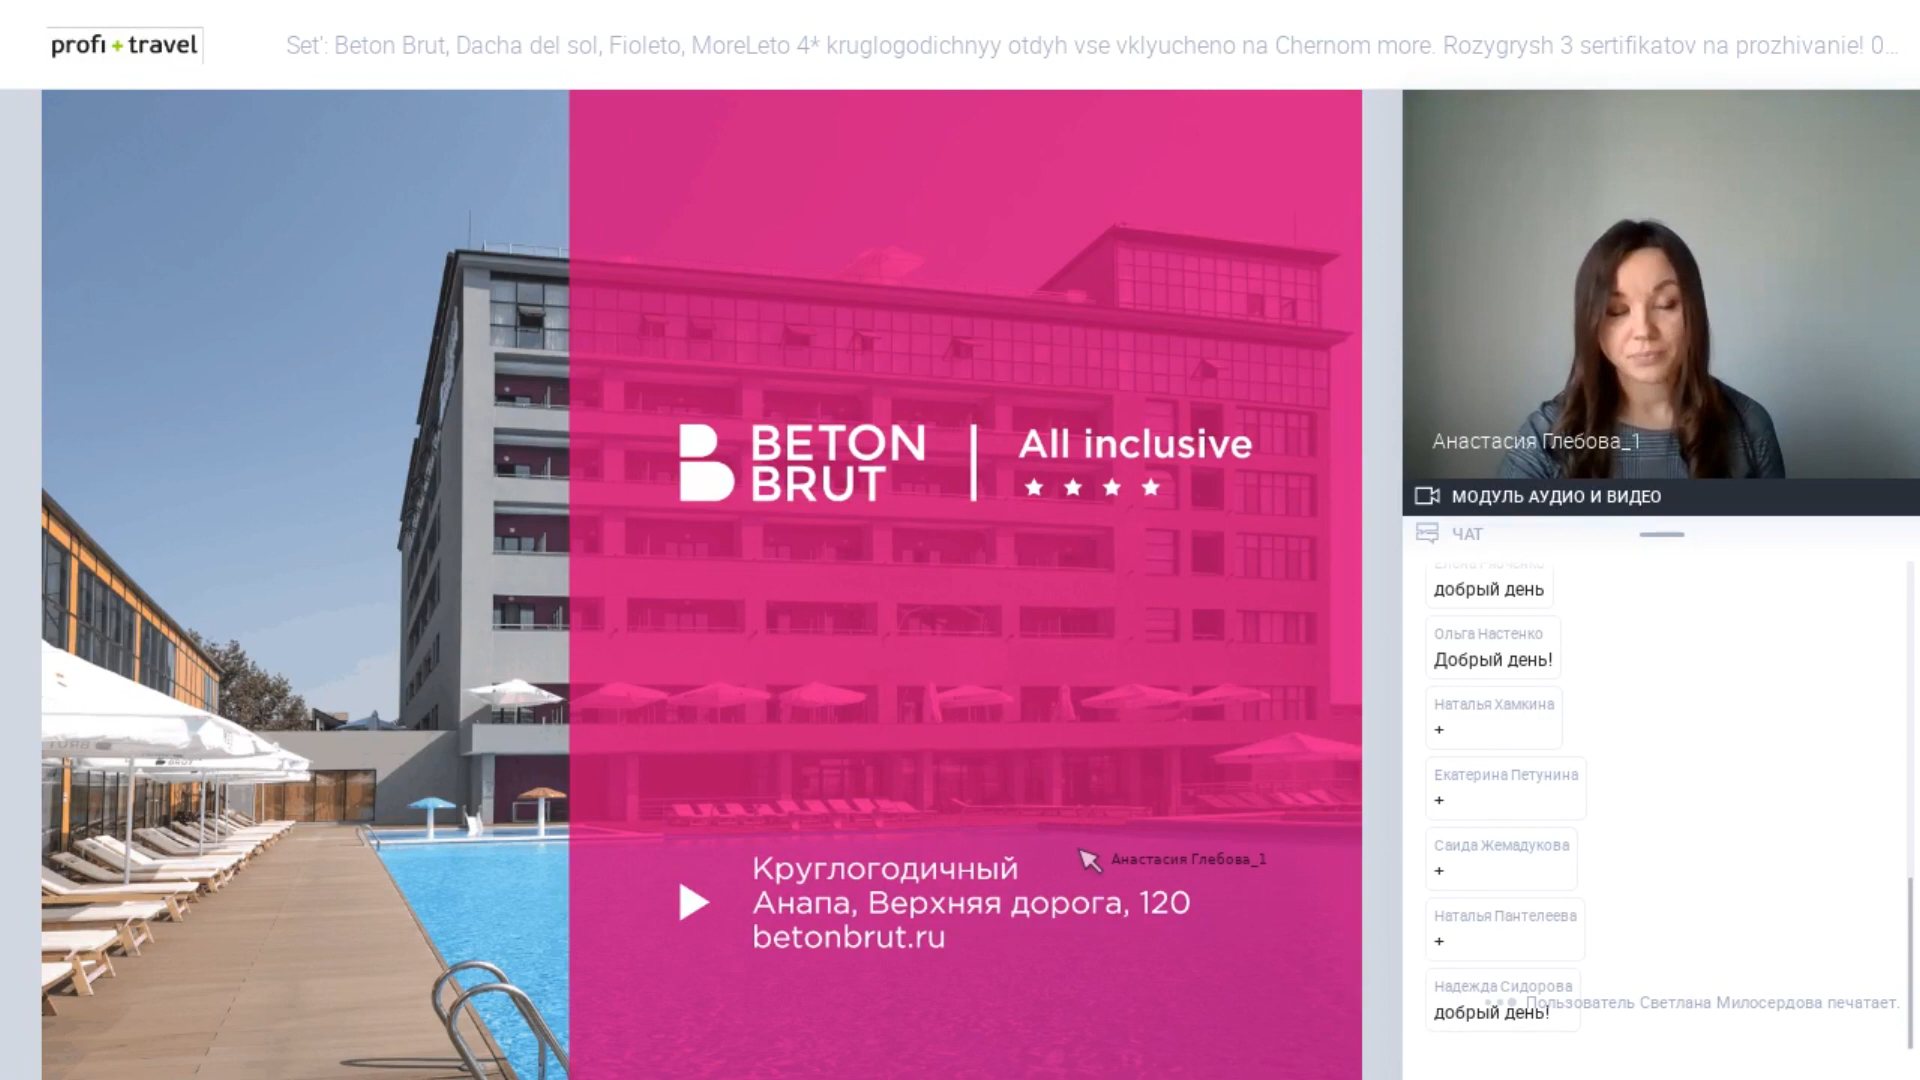 profi + travel
Set': Beton Brut, Dacha del sol, Fioleto, MoreLeto 4* kruglogodichnyy otdyh vse vklyucheno na Chernom more. Rozygrysh 3 sertifikatov na prozhivanie! 0...
BETON
BRUT
All inclusive
Круглогодичный
Анапа, Верхняя дорога, 120
betonbrut.ru
Анастасия Глебова_1
Анастасия Глебова_1
МОДУЛЬ АУДИО И ВИДЕО
ЧАТ
добрый день
Ольга Настенко
Добрый день!
Наталья Хамкина
+
Екатерина Петунина
+
Саида Жемадукова
+
Наталья Пантелеева
+
Надежда Сидорова
добрый день!
Пользователь Светлана Милосердова печатает.